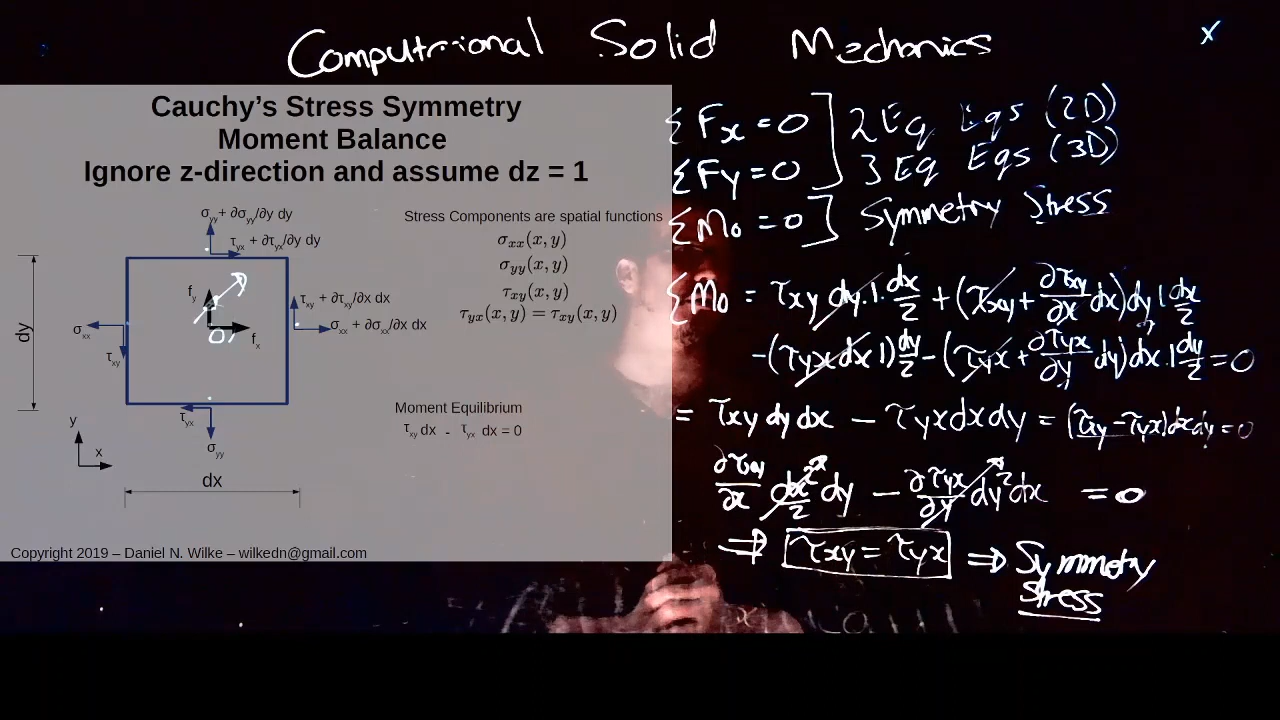 Computational Solid Mechanics
x
Cauchy's Stress Symmetry
Moment Balance
Ignore z-direction and assume dz = 1
σyy + ∂σyy/∂y dy
τyx + ∂τyx/∂y dy
Stress Components are spatial functions
σxx(x, y)
σyy(x, y)
τxy(x, y)
τyx(x, y) = τxy(x, y)
fy
τxy + ∂τxy/∂x dx
σxx
dy
O
fx
σxx + ∂σxx/∂x dx
τxy
τyx
Moment Equilibrium
τxy dx - τyx dx = 0
σyy
y
x
dx
Copyright 2019 – Daniel N. Wilke – wilkedn@gmail.com
ΣFx = 0 ] 2 Eq Eqs (2D)
ΣFy = 0 ] 3 Eq Eqs (3D)
ΣMo = 0 ] Symmetry Stress
ΣMo = τxy dy.1.dx/2 + (τxy + ∂τxy/∂x dx)dy 1 dx/2
-(τyx dx 1)dy/2 - (τyx + ∂τyx/∂y dy)dx.1 dy/2 = 0
= τxy dy dx - τyx dx dy = (τxy - τyx)dx dy = 0
∂τxy/∂x dx²/2 dy - ∂τyx/∂y dy² dx = 0
⇒ τxy = τyx ⇒ Symmetry
Stress